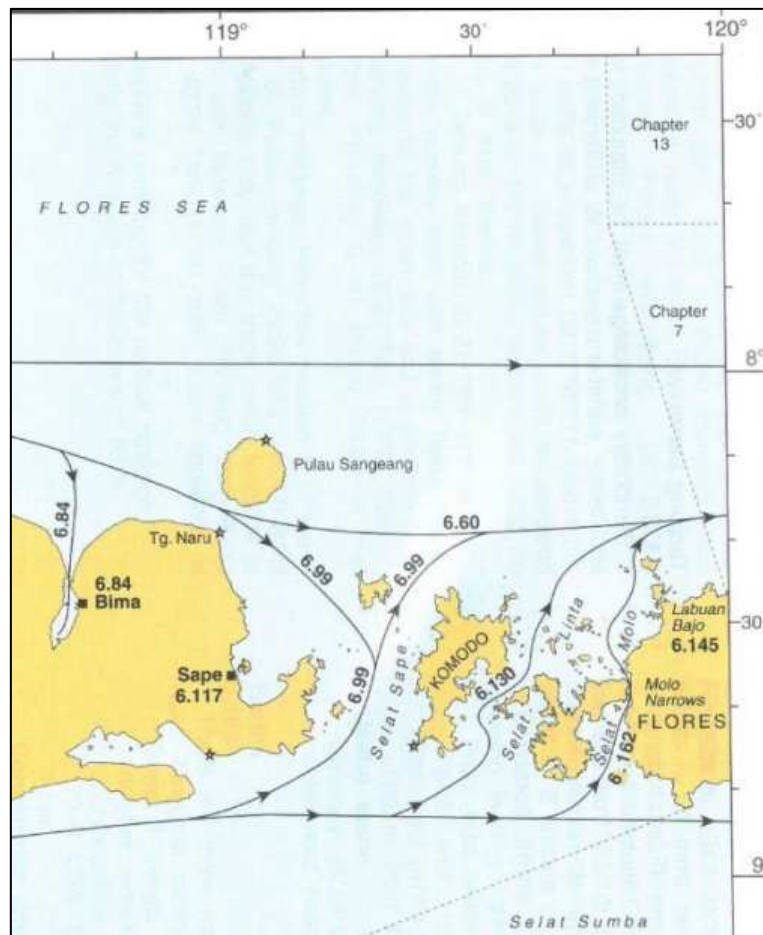 119°
30'
120°
30'
Chapter
13
FLORES SEA
Chapter
7
8°
Pulau Sangeang
6.84
Tg. Naru
6.60
6.99
6.99
6.84
Bima
Labuan
Bajo
6.145
30'
Sape
6.117
6.99
Selat Sape
KOMODO
6.130
Selat
Linta
Selat
Molo
Molo
Narrows
FLORES
6.162
9
Selat Sumba